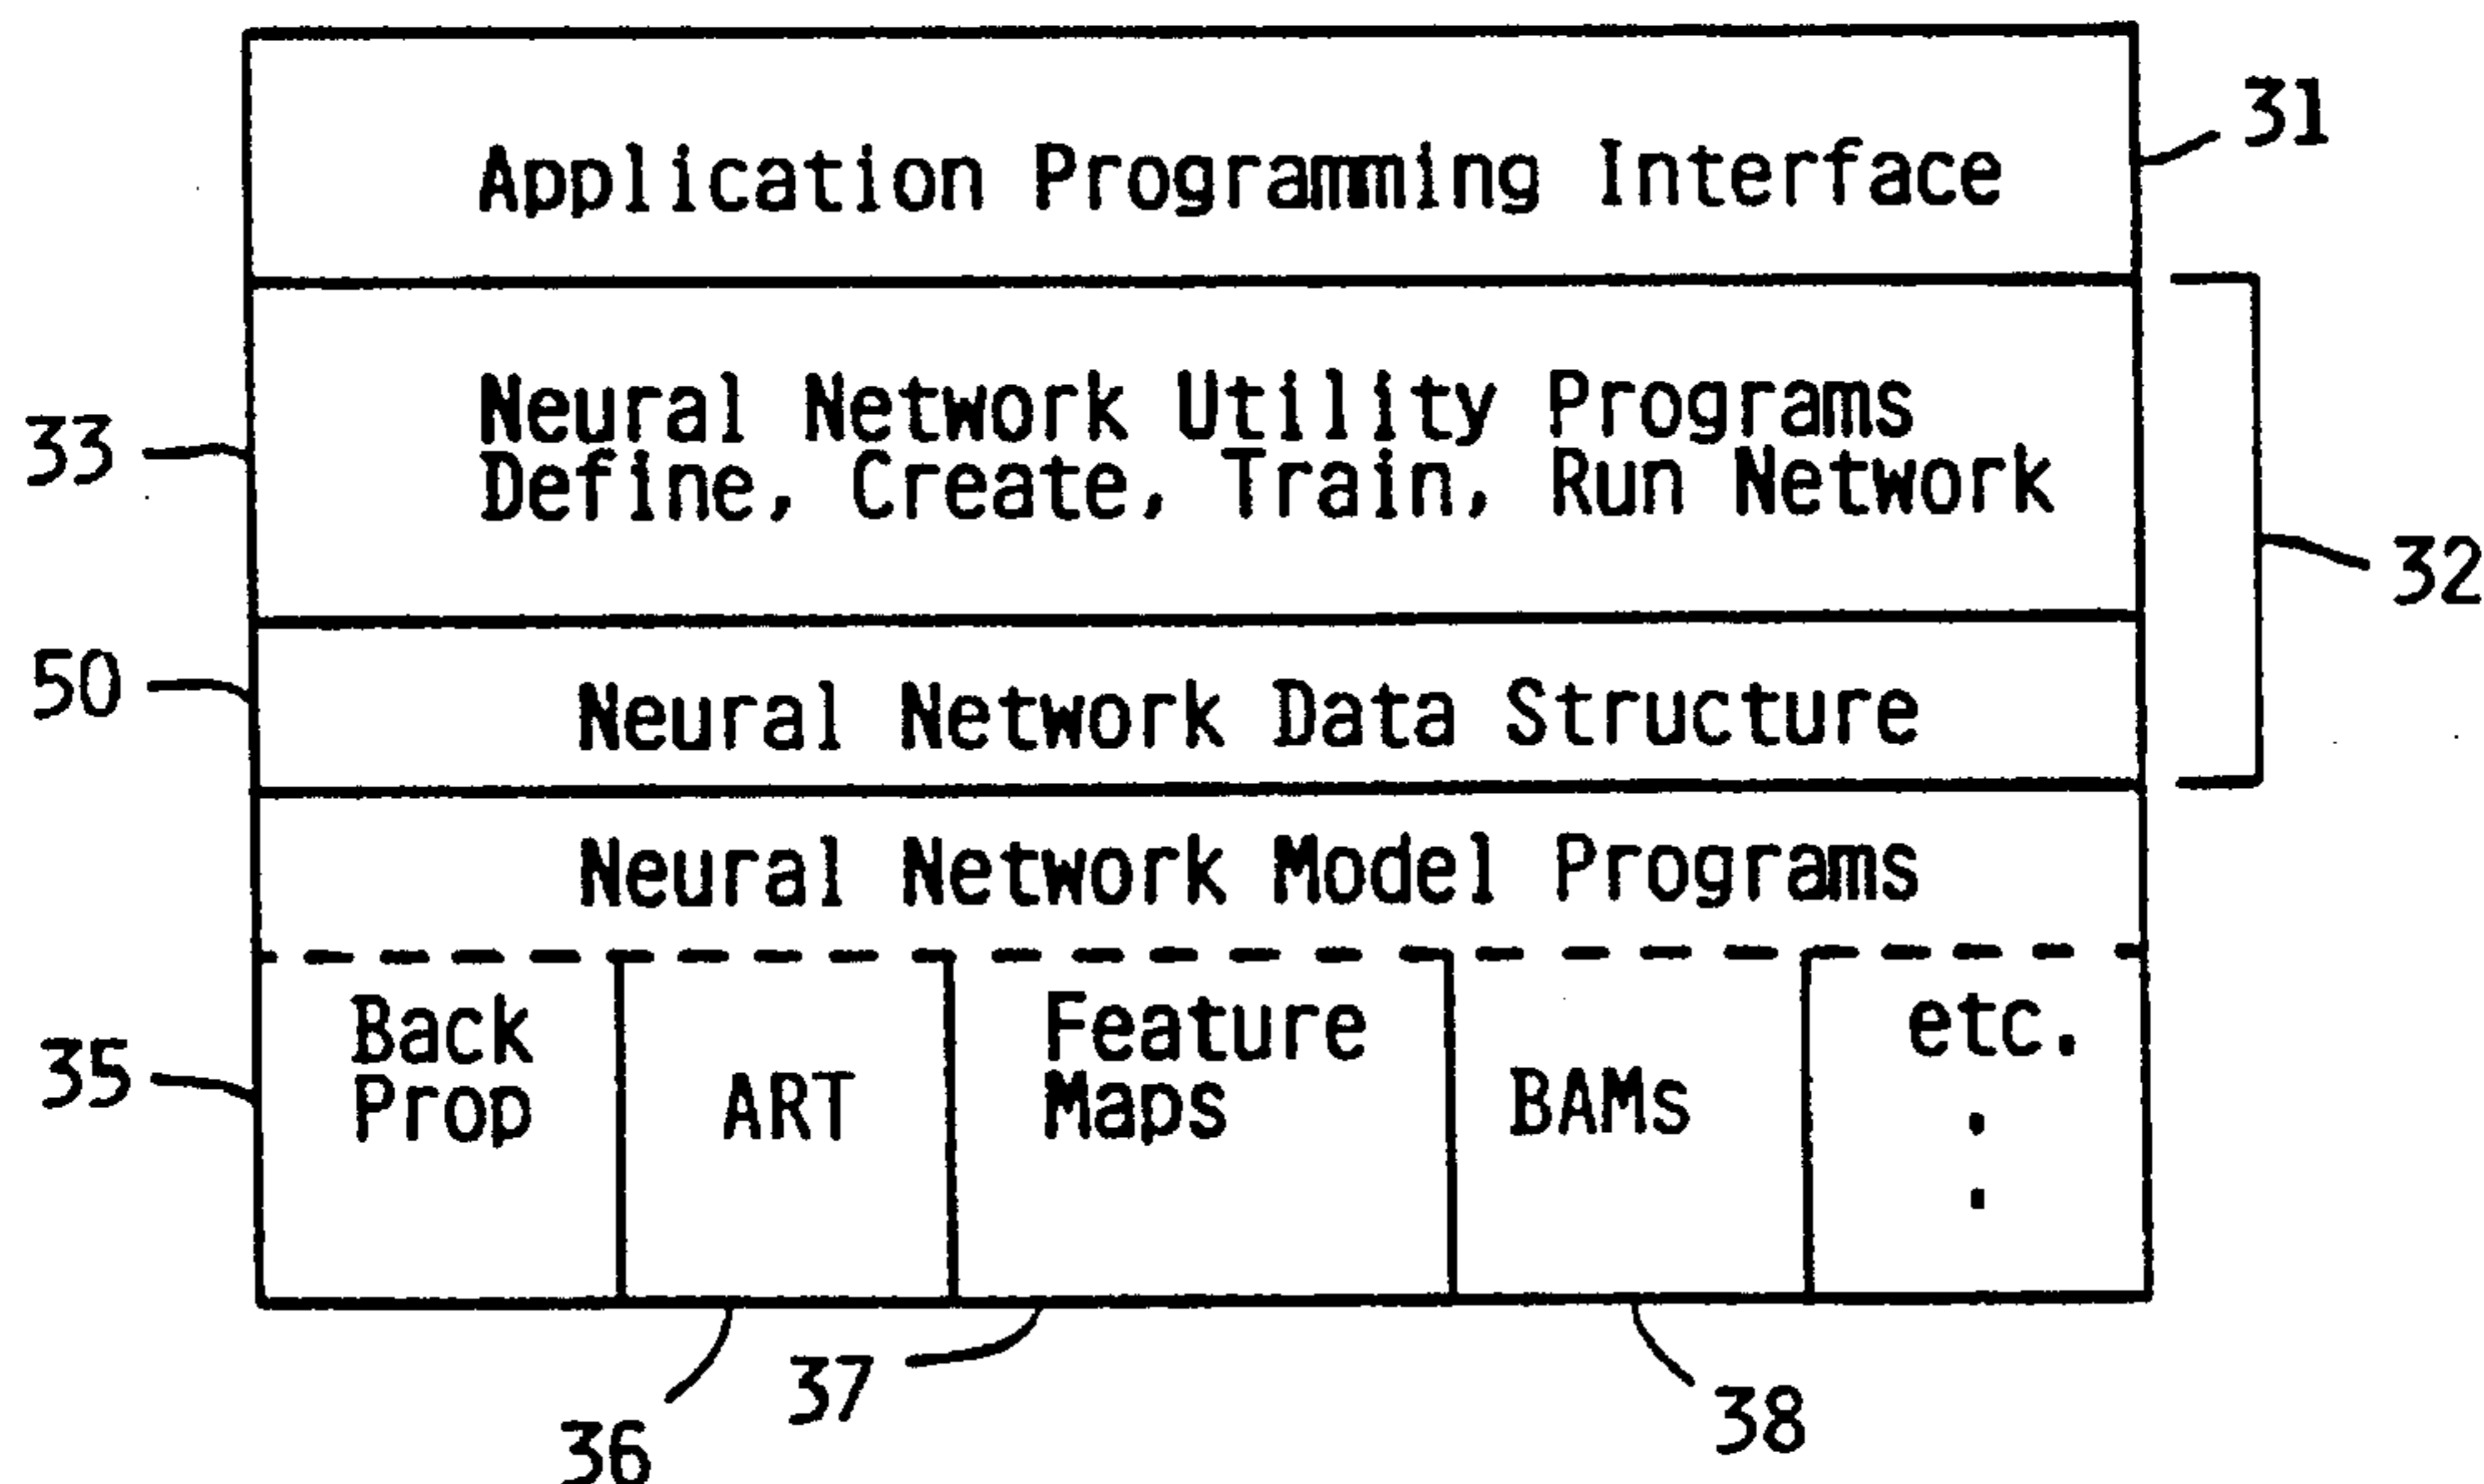 Application Programming Interface
31
Neural Network Utility Programs
Define, Create, Train, Run Network
33
32
50
Neural Network Data Structure
Neural Network Model Programs
Back
Prop
ART
Feature
Maps
BAMs
etc.
.
.
35
36
37
38